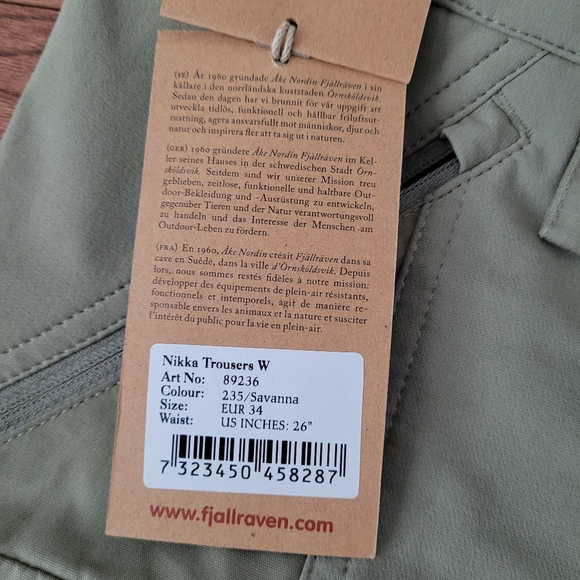 (SE) År 1960 grundade Åke Nordin Fjällräven i sin
källare i den norrländska kuststaden Örnsköldsvik.
Sedan den dagen har vi brunnit för vår uppgift att
utveckla tidlös, funktionell och hållbar friluftsut-
rustning, agera ansvarsfullt mot människor, djur och
natur och inspirera fler att ta sig ut i naturen.
(GER) 1960 gründete Åke Nordin Fjällräven im Kel-
ler seines Hauses in der schwedischen Stadt Örn-
sköldsvik. Seitdem sind wir unserer Mission treu
geblieben, zeitlose, funktionelle und haltbare Out-
door-Bekleidung und -Ausrüstung zu entwickeln,
gegenüber Tieren und der Natur verantwortungsvoll
zu handeln und das Interesse der Menschen am
Outdoor-Leben zu fördern.
(FRA) En 1960, Åke Nordin créait Fjällräven dans sa
cave en Suède, dans la ville d'Örnsköldsvik. Depuis
lors, nous sommes restés fidèles à notre mission:
développer des équipements de plein-air résistants,
fonctionnels et intemporels, agir de manière re-
sponsable envers les animaux et la nature et susciter
l'intérêt du public pour la vie en plein-air.
Nikka Trousers W
Art No: 89236
Colour: 235/Savanna
Size: EUR 34
Waist: US INCHES: 26"
7 323450 458287
www.fjallraven.com